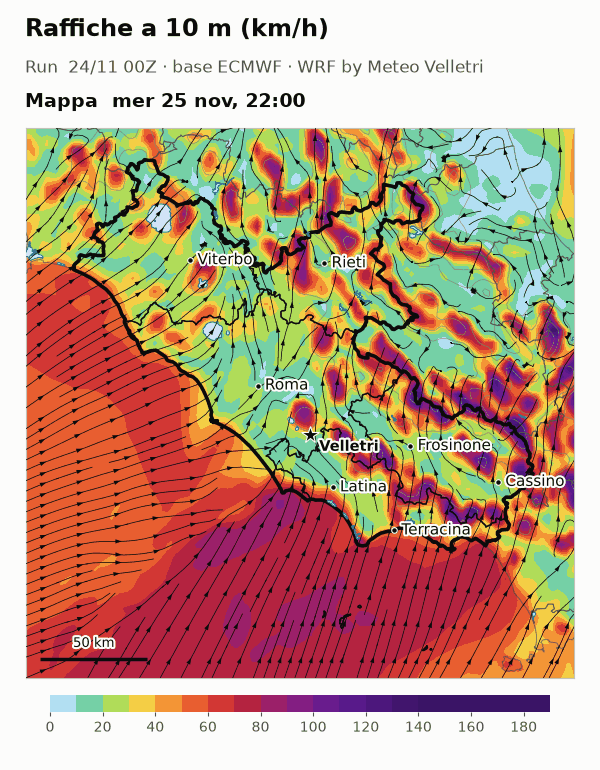 Raffiche a 10 m (km/h)
Run  24/11 00Z · base ECMWF · WRF by Meteo Velletri
Mappa  mer 25 nov, 22:00
Viterbo
Rieti
Roma
Velletri
Frosinone
Cassino
Latina
Terracina
50 km
0 20 40 60 80 100 120 140 160 180